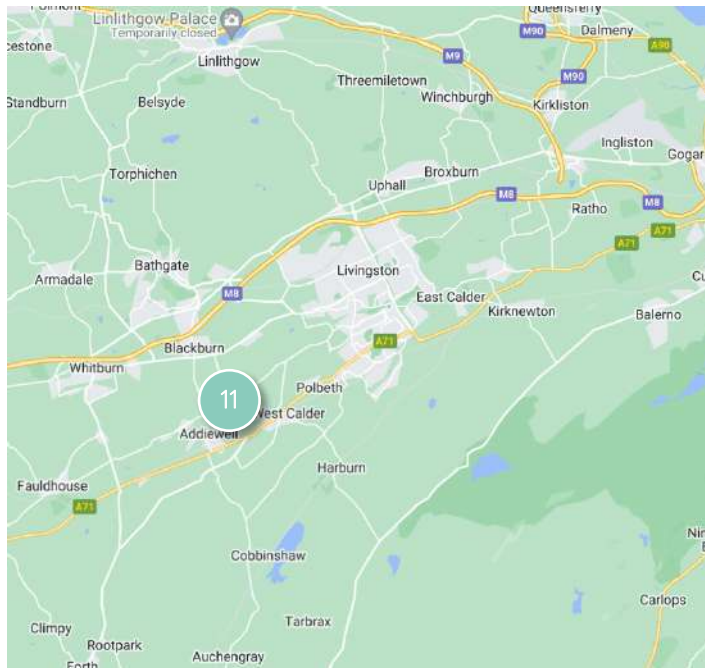 Polmont
Linlithgow Palace
Temporarily closed
Queensferry
M90
Dalmeny
A90
Linlithgow
M9
M90
Threemiletown
Winchburgh
Kirkliston
Standburn
Belsyde
Ingliston
Torphichen
Broxburn
Uphall
M8
Ratho
M8
A71
A71
Bathgate
Livingston
Armadale
M8
East Calder
Kirknewton
Balerno
A71
Blackburn
Whitburn
Polbeth
11
West Calder
Addiewell
Harburn
Fauldhouse
A71
Cobbinshaw
Carlops
Tarbrax
Climpy
Rootpark
Auchengray
Forth